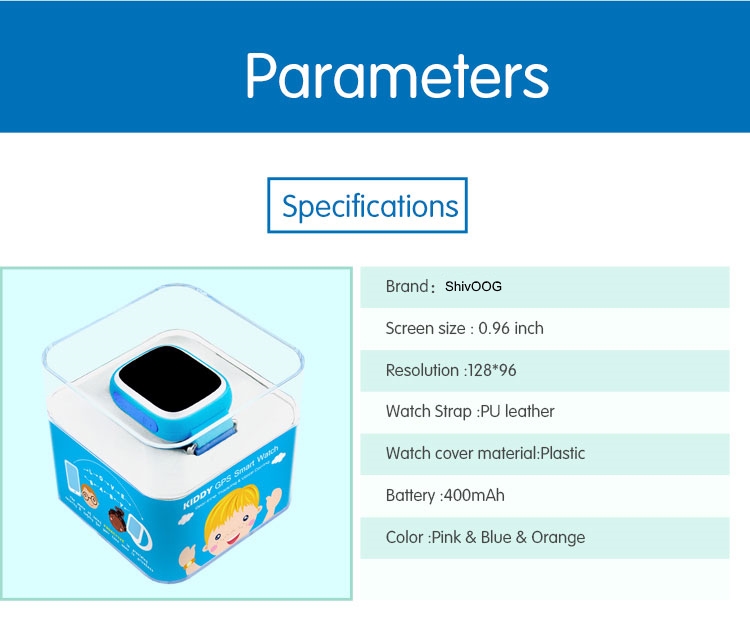 Parameters
Specifications
Brand： ShivOOG
Screen size : 0.96 inch
Resolution :128*96
Watch Strap :PU leather
Watch cover material:Plastic
Battery :400mAh
Color :Pink & Blue & Orange
L-O-V-E
B-A-B-Y
KIDDY GPS Smart Watch